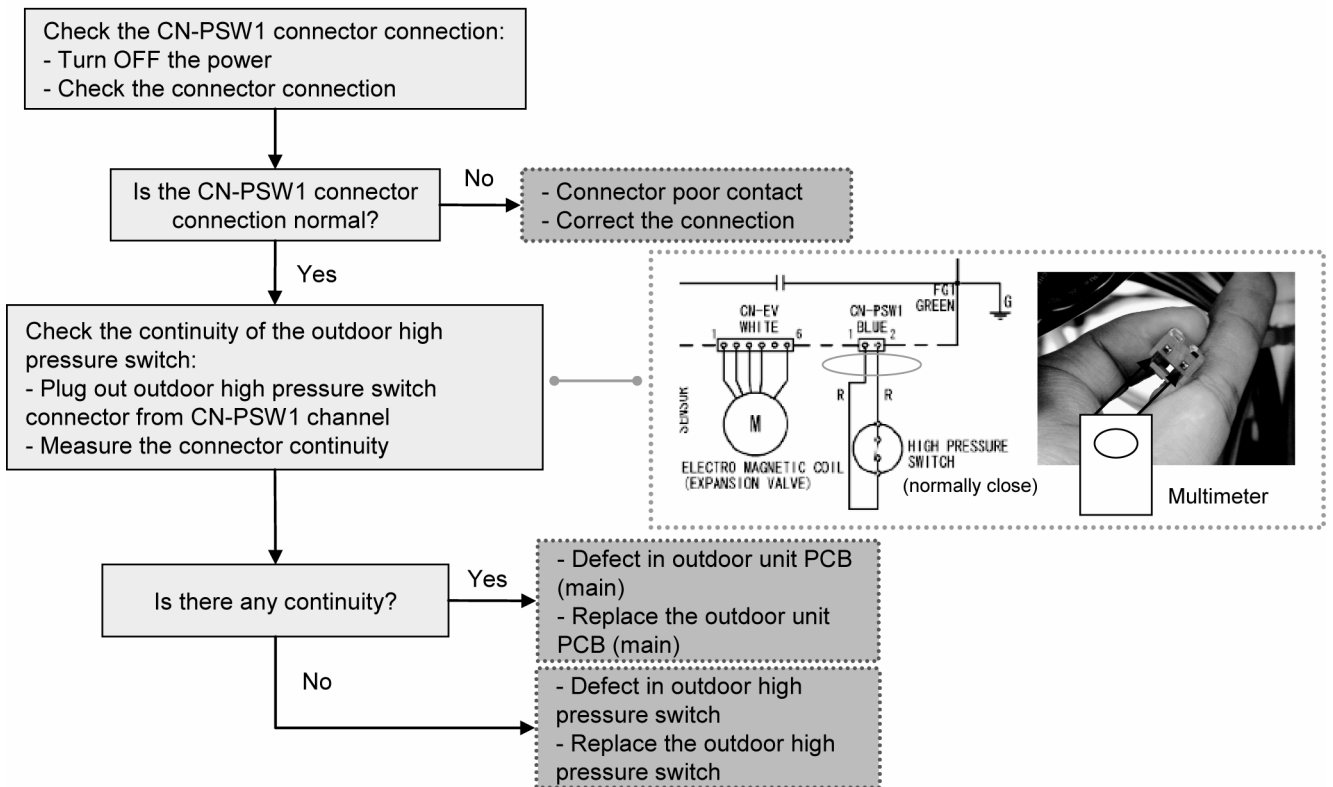 Check the CN-PSW1 connector connection:
- Turn OFF the power
- Check the connector connection
Is the CN-PSW1 connector
connection normal?
No
- Connector poor contact
- Correct the connection
Yes
Check the continuity of the outdoor high
pressure switch:
- Plug out outdoor high pressure switch
connector from CN-PSW1 channel
- Measure the connector continuity
FG1
GREEN
G
CN-EV
WHITE
1
6
CN-PSW1
BLUE
1
2
SENSOR
R
R
M
HIGH PRESSURE
SWITCH
(normally close)
ELECTRO MAGNETIC COIL
(EXPANSION VALVE)
Multimeter
Is there any continuity?
Yes
- Defect in outdoor unit PCB
(main)
- Replace the outdoor unit
PCB (main)
No
- Defect in outdoor high
pressure switch
- Replace the outdoor high
pressure switch